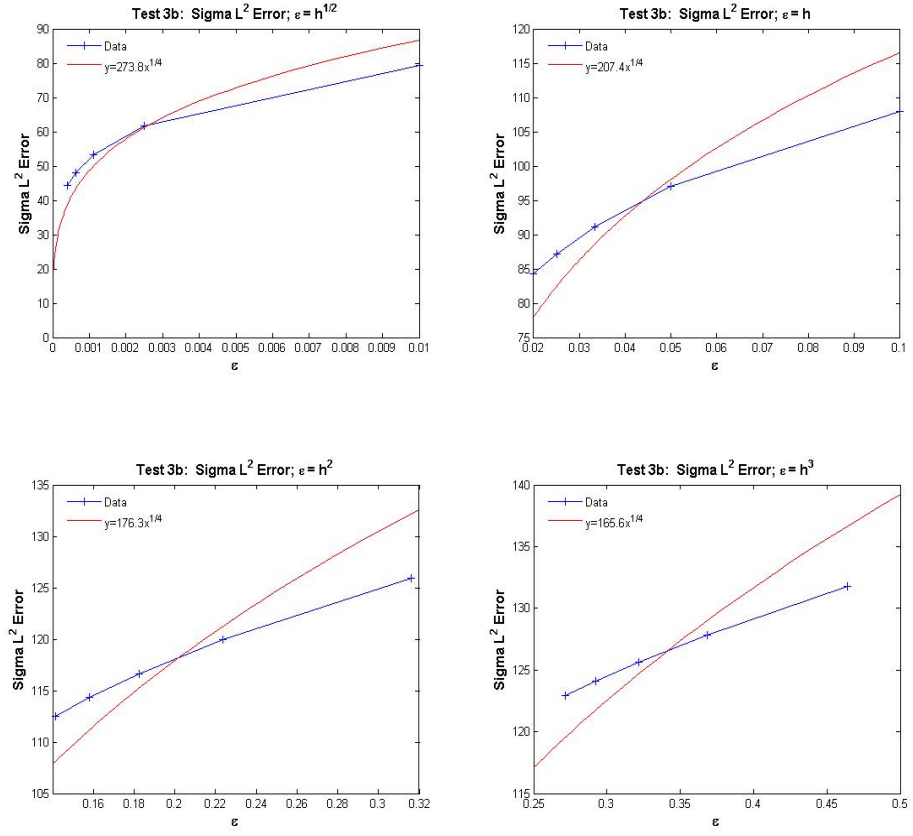 Test 3b: Sigma L² Error; ε = h^1/2
90
80
70
60
50
40
30
20
10
0
Sigma L² Error
Data
y=273.8x^1/4
0 0.001 0.002 0.003 0.004 0.005 0.006 0.007 0.008 0.009 0.01
ε
Test 3b: Sigma L² Error; ε = h
120
115
110
105
100
95
90
85
80
75
Sigma L² Error
Data
y=207.4x^1/4
0.02 0.03 0.04 0.05 0.06 0.07 0.08 0.09 0.1
ε
Test 3b: Sigma L² Error; ε = h²
135
130
125
120
115
110
105
Sigma L² Error
Data
y=176.3x^1/4
0.16 0.18 0.2 0.22 0.24 0.26 0.28 0.3 0.32
ε
Test 3b: Sigma L² Error; ε = h³
140
135
130
125
120
115
Sigma L² Error
Data
y=165.6x^1/4
0.25 0.3 0.35 0.4 0.45 0.5
ε